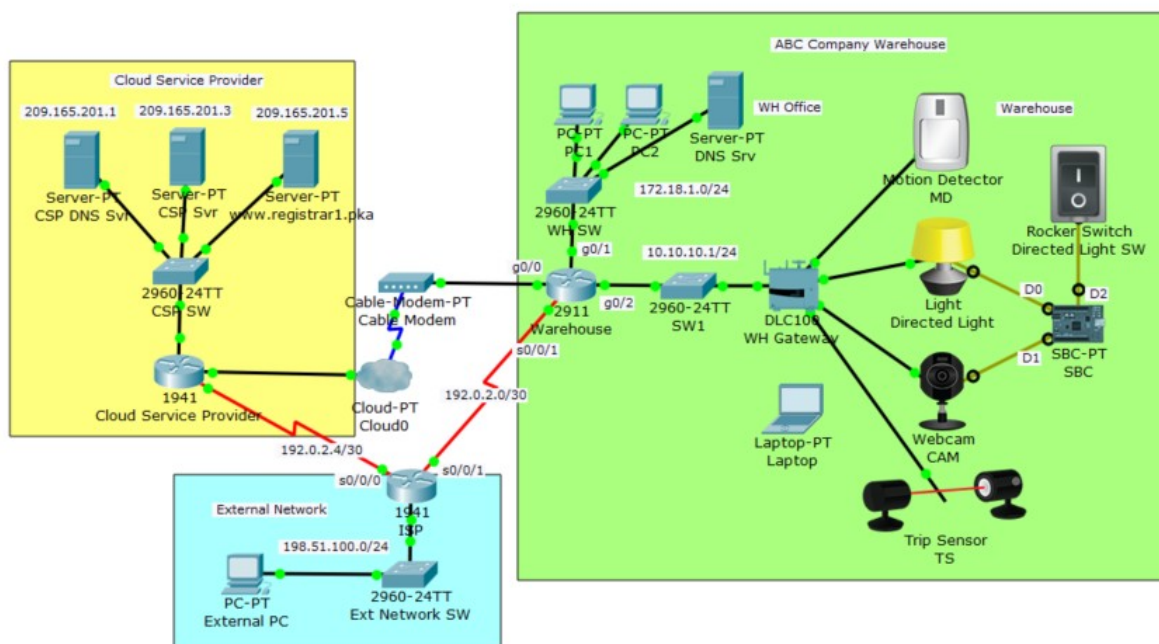 Cloud Service Provider
209.165.201.1
209.165.201.3
209.165.201.5
Server-PT
CSP DNS Svr
Server-PT
CSP Svr
Server-PT
www.registrar1.pka
2960-24TT
CSP SW
1941
Cloud Service Provider
Cable-Modem-PT
Cable Modem
Cloud-PT
Cloud0
192.0.2.4/30
192.0.2.0/30
External Network
s0/0/0
s0/0/1
1941
ISP
198.51.100.0/24
PC-PT
External PC
2960-24TT
Ext Network SW
ABC Company Warehouse
PC-PT
PC1
PC-PT
PC2
Server-PT
DNS Srv
WH Office
2960-24TT
WH SW
172.18.1.0/24
g0/1
g0/0
g0/2
s0/0/1
2911
Warehouse
10.10.10.1/24
2960-24TT
SW1
DLC100
WH Gateway
Laptop-PT
Laptop
Warehouse
Motion Detector
MD
Rocker Switch
Directed Light SW
Light
Directed Light
D0
D2
D1
SBC-PT
SBC
Webcam
CAM
Trip Sensor
TS